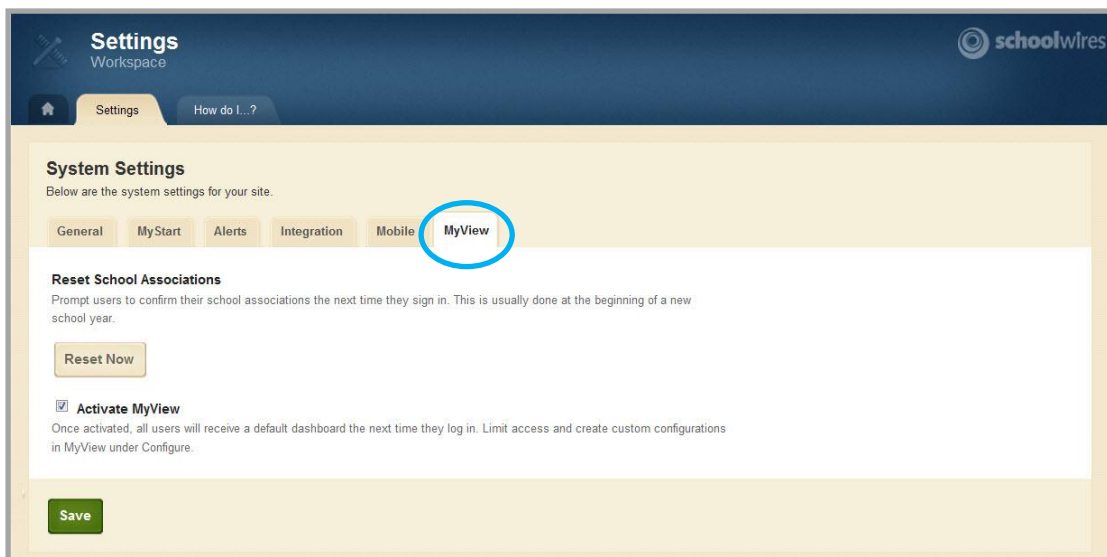 Settings
Workspace
schoolwires
Settings
How do I...?
System Settings
Below are the system settings for your site.
General
MyStart
Alerts
Integration
Mobile
MyView
Reset School Associations
Prompt users to confirm their school associations the next time they sign in. This is usually done at the beginning of a new
school year.
Reset Now
Activate MyView
Once activated, all users will receive a default dashboard the next time they log in. Limit access and create custom configurations
in MyView under Configure.
Save